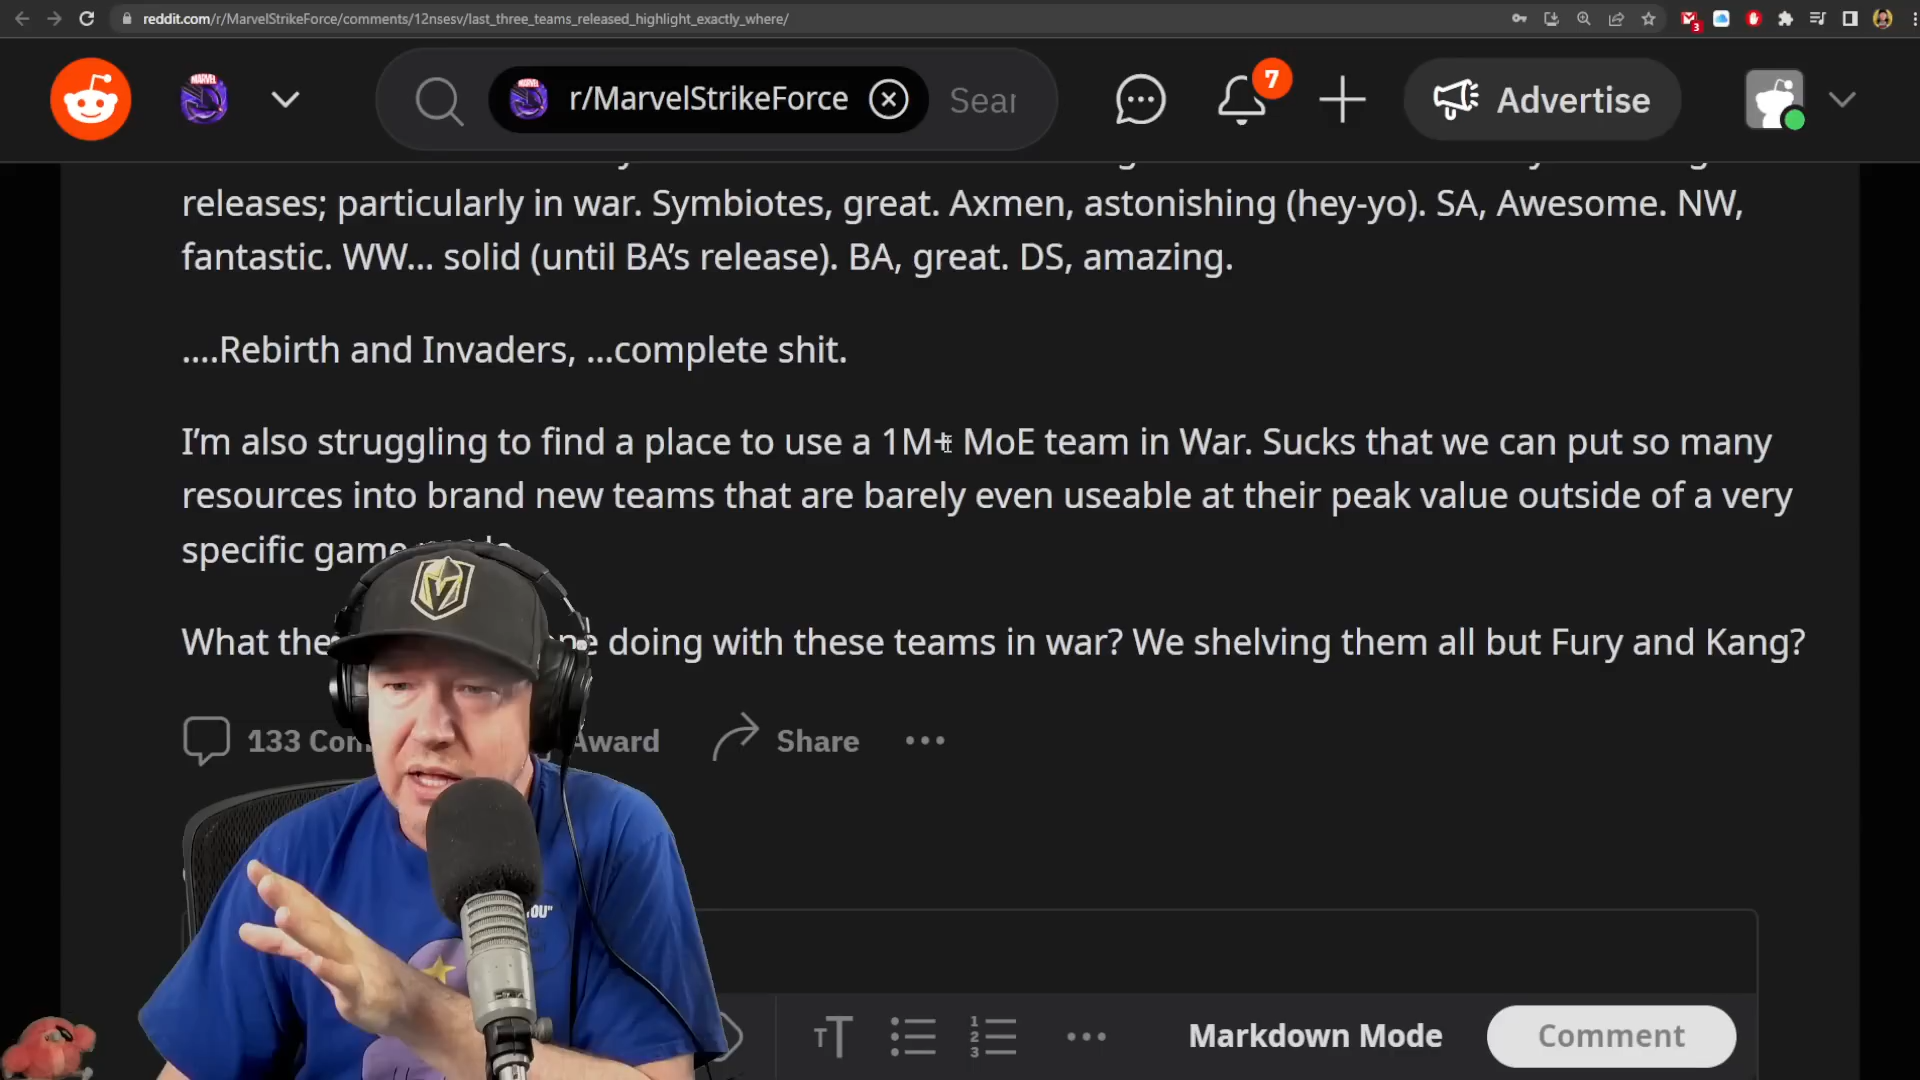 reddit.com/r/MarvelStrikeForce/comments/12nsesv/last_three_teams_released_highlight_exactly_where/
3
MARVEL
MARVEL
r/MarvelStrikeForce
Sear
7
Advertise
releases; particularly in war. Symbiotes, great. Axmen, astonishing (hey-yo). SA, Awesome. NW,
fantastic. WW... solid (until BA's release). BA, great. DS, amazing.
....Rebirth and Invaders, ...complete shit.
I'm also struggling to find a place to use a 1M+ MoE team in War. Sucks that we can put so many
resources into brand new teams that are barely even useable at their peak value outside of a very
specific game
What the doing with these teams in war? We shelving them all but Fury and Kang?
133 Com
Award
Share
YOU"
Markdown Mode
Comment